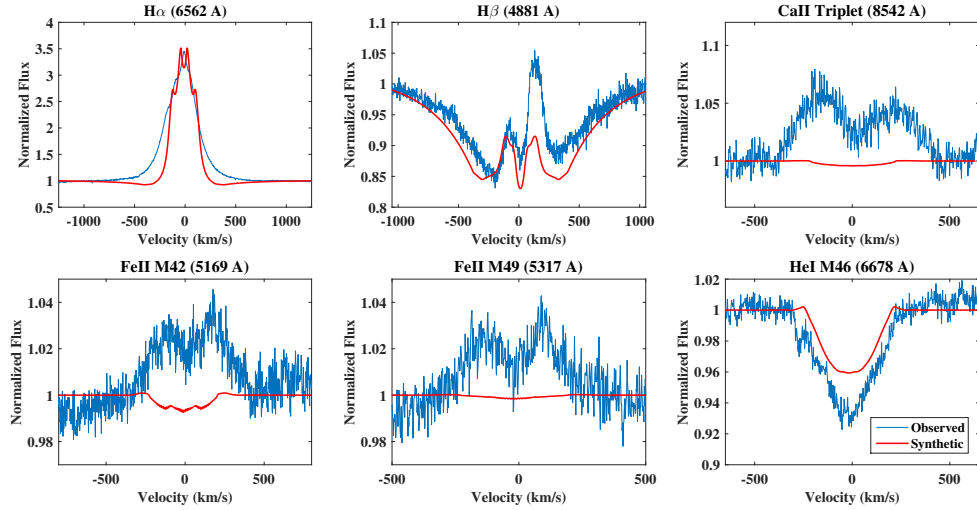 Hα (6562 A)
Normalized Flux
4
3.5
3
2.5
2
1.5
1
0.5
-1000 -500 0 500 1000
Velocity (km/s)
Hβ (4881 A)
Normalized Flux
1.1
1.05
1
0.95
0.9
0.85
0.8
-1000 -500 0 500 1000
Velocity (km/s)
CaII Triplet (8542 A)
Normalized Flux
1.1
1.05
1
-500 0 500
Velocity (km/s)
FeII M42 (5169 A)
Normalized Flux
1.04
1.02
1
0.98
-500 0 500
Velocity (km/s)
FeII M49 (5317 A)
Normalized Flux
1.04
1.02
1
0.98
-500 0 500
Velocity (km/s)
HeI M46 (6678 A)
Normalized Flux
1.02
1
0.98
0.96
0.94
0.92
0.9
-500 0 500
Velocity (km/s)
Observed
Synthetic